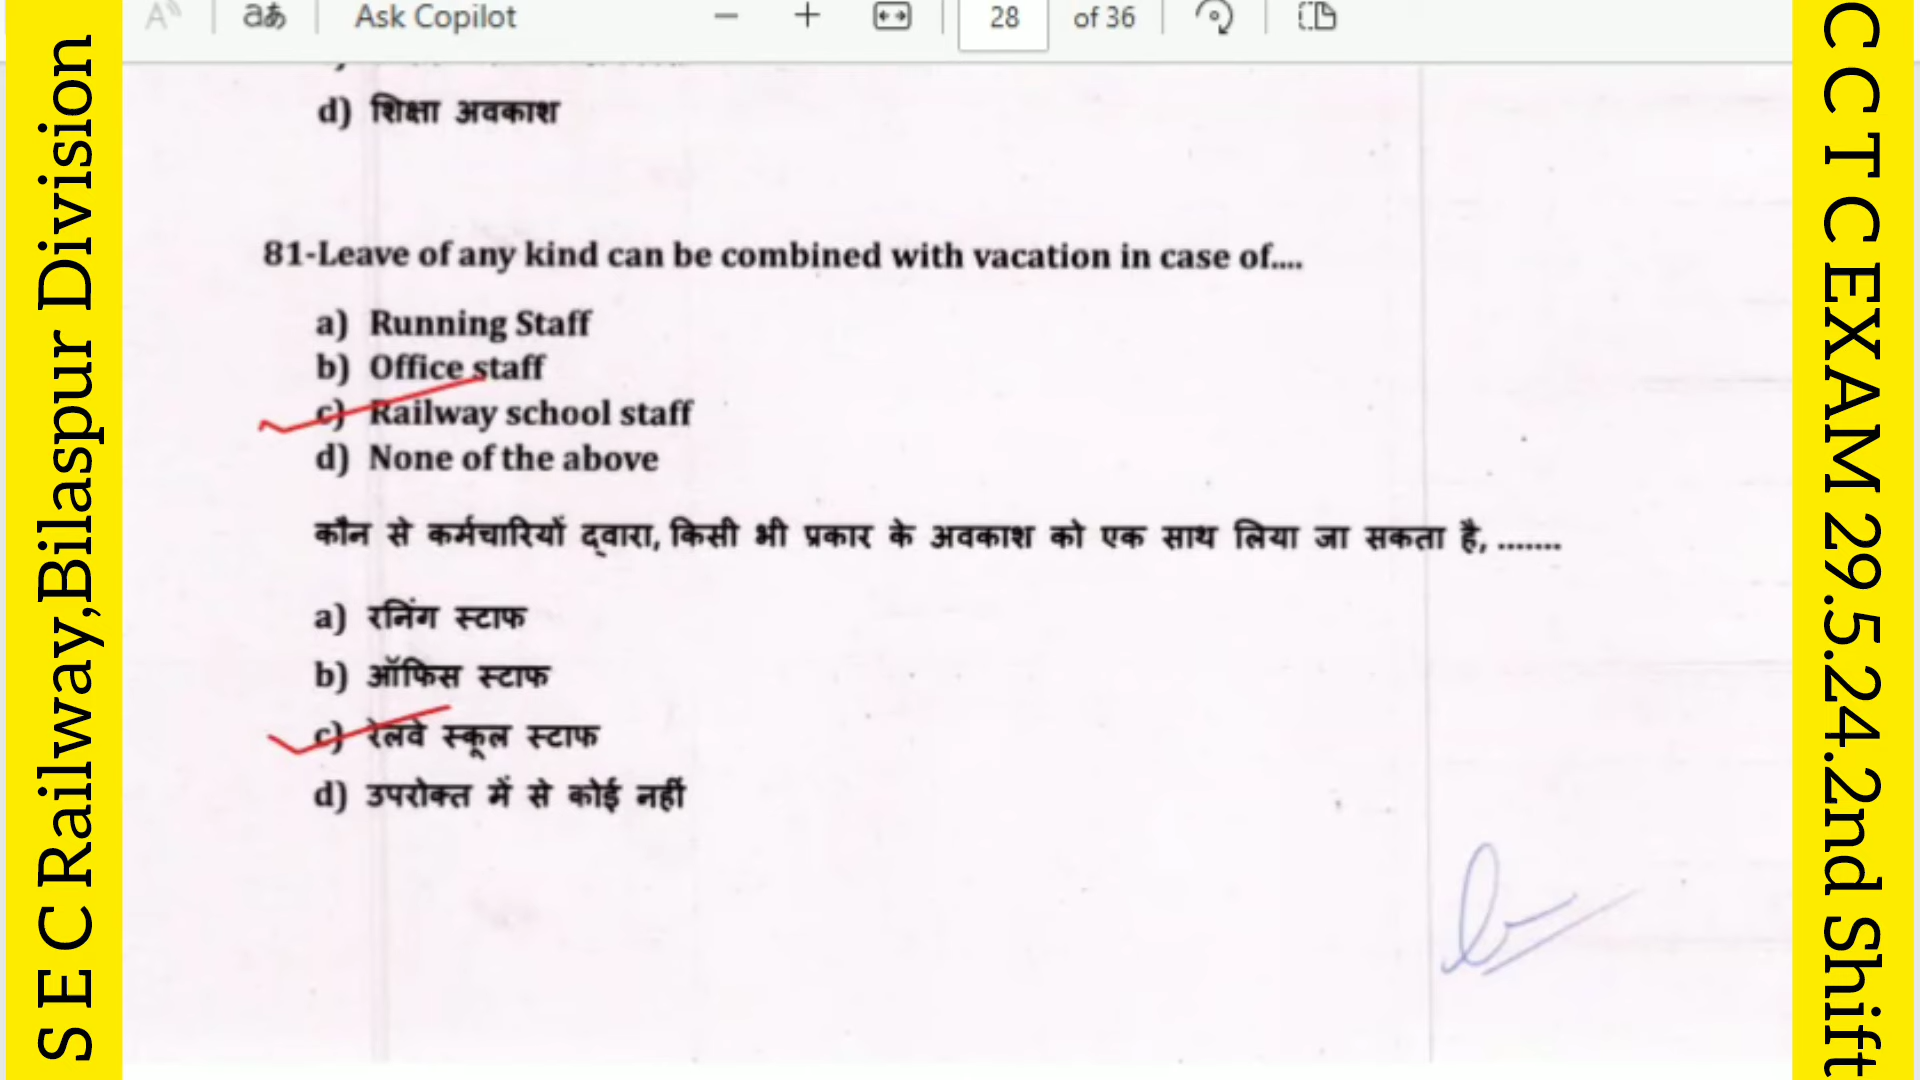 Ask Copilot
28 of 36
d) शिक्षा अवकाश
81-Leave of any kind can be combined with vacation in case of....
a) Running Staff
b) Office staff
c) Railway school staff
d) None of the above
कौन से कर्मचारियों द्वारा, किसी भी प्रकार के अवकाश को एक साथ लिया जा सकता है, .......
a) रनिंग स्टाफ
b) ऑफिस स्टाफ
c) रेलवे स्कूल स्टाफ
d) उपरोक्त में से कोई नहीं
S E C Railway,Bilaspur Division
C C T C EXAM 29.5.24.2nd Shift